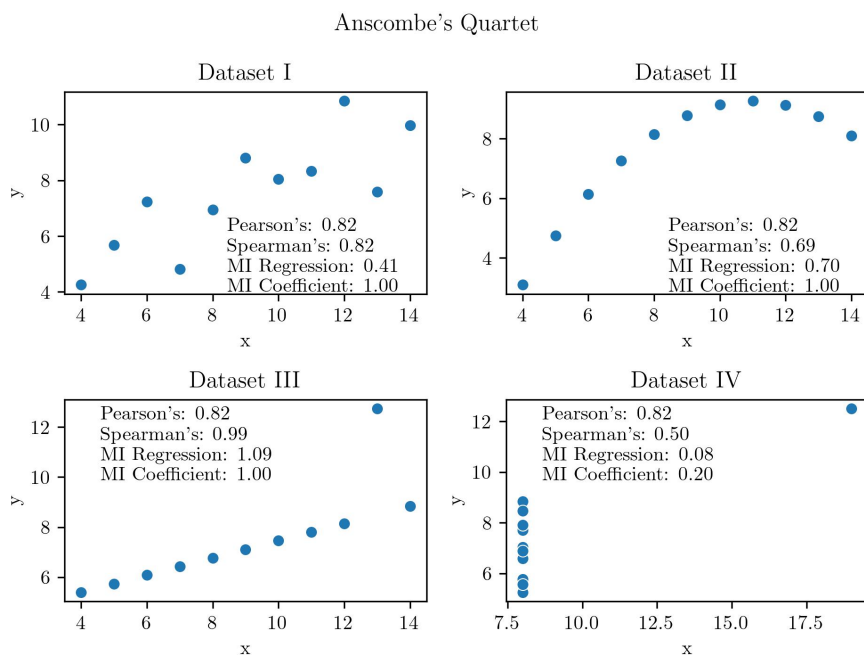 Anscombe's Quartet
Dataset I
y
10
8
6
4
Pearson's: 0.82
Spearman's: 0.82
MI Regression: 0.41
MI Coefficient: 1.00
4 6 8 10 12 14
x
Dataset II
y
8
6
4
Pearson's: 0.82
Spearman's: 0.69
MI Regression: 0.70
MI Coefficient: 1.00
4 6 8 10 12 14
x
Dataset III
y
12
10
8
6
Pearson's: 0.82
Spearman's: 0.99
MI Regression: 1.09
MI Coefficient: 1.00
4 6 8 10 12 14
x
Dataset IV
y
12
10
8
6
Pearson's: 0.82
Spearman's: 0.50
MI Regression: 0.08
MI Coefficient: 0.20
7.5 10.0 12.5 15.0 17.5
x